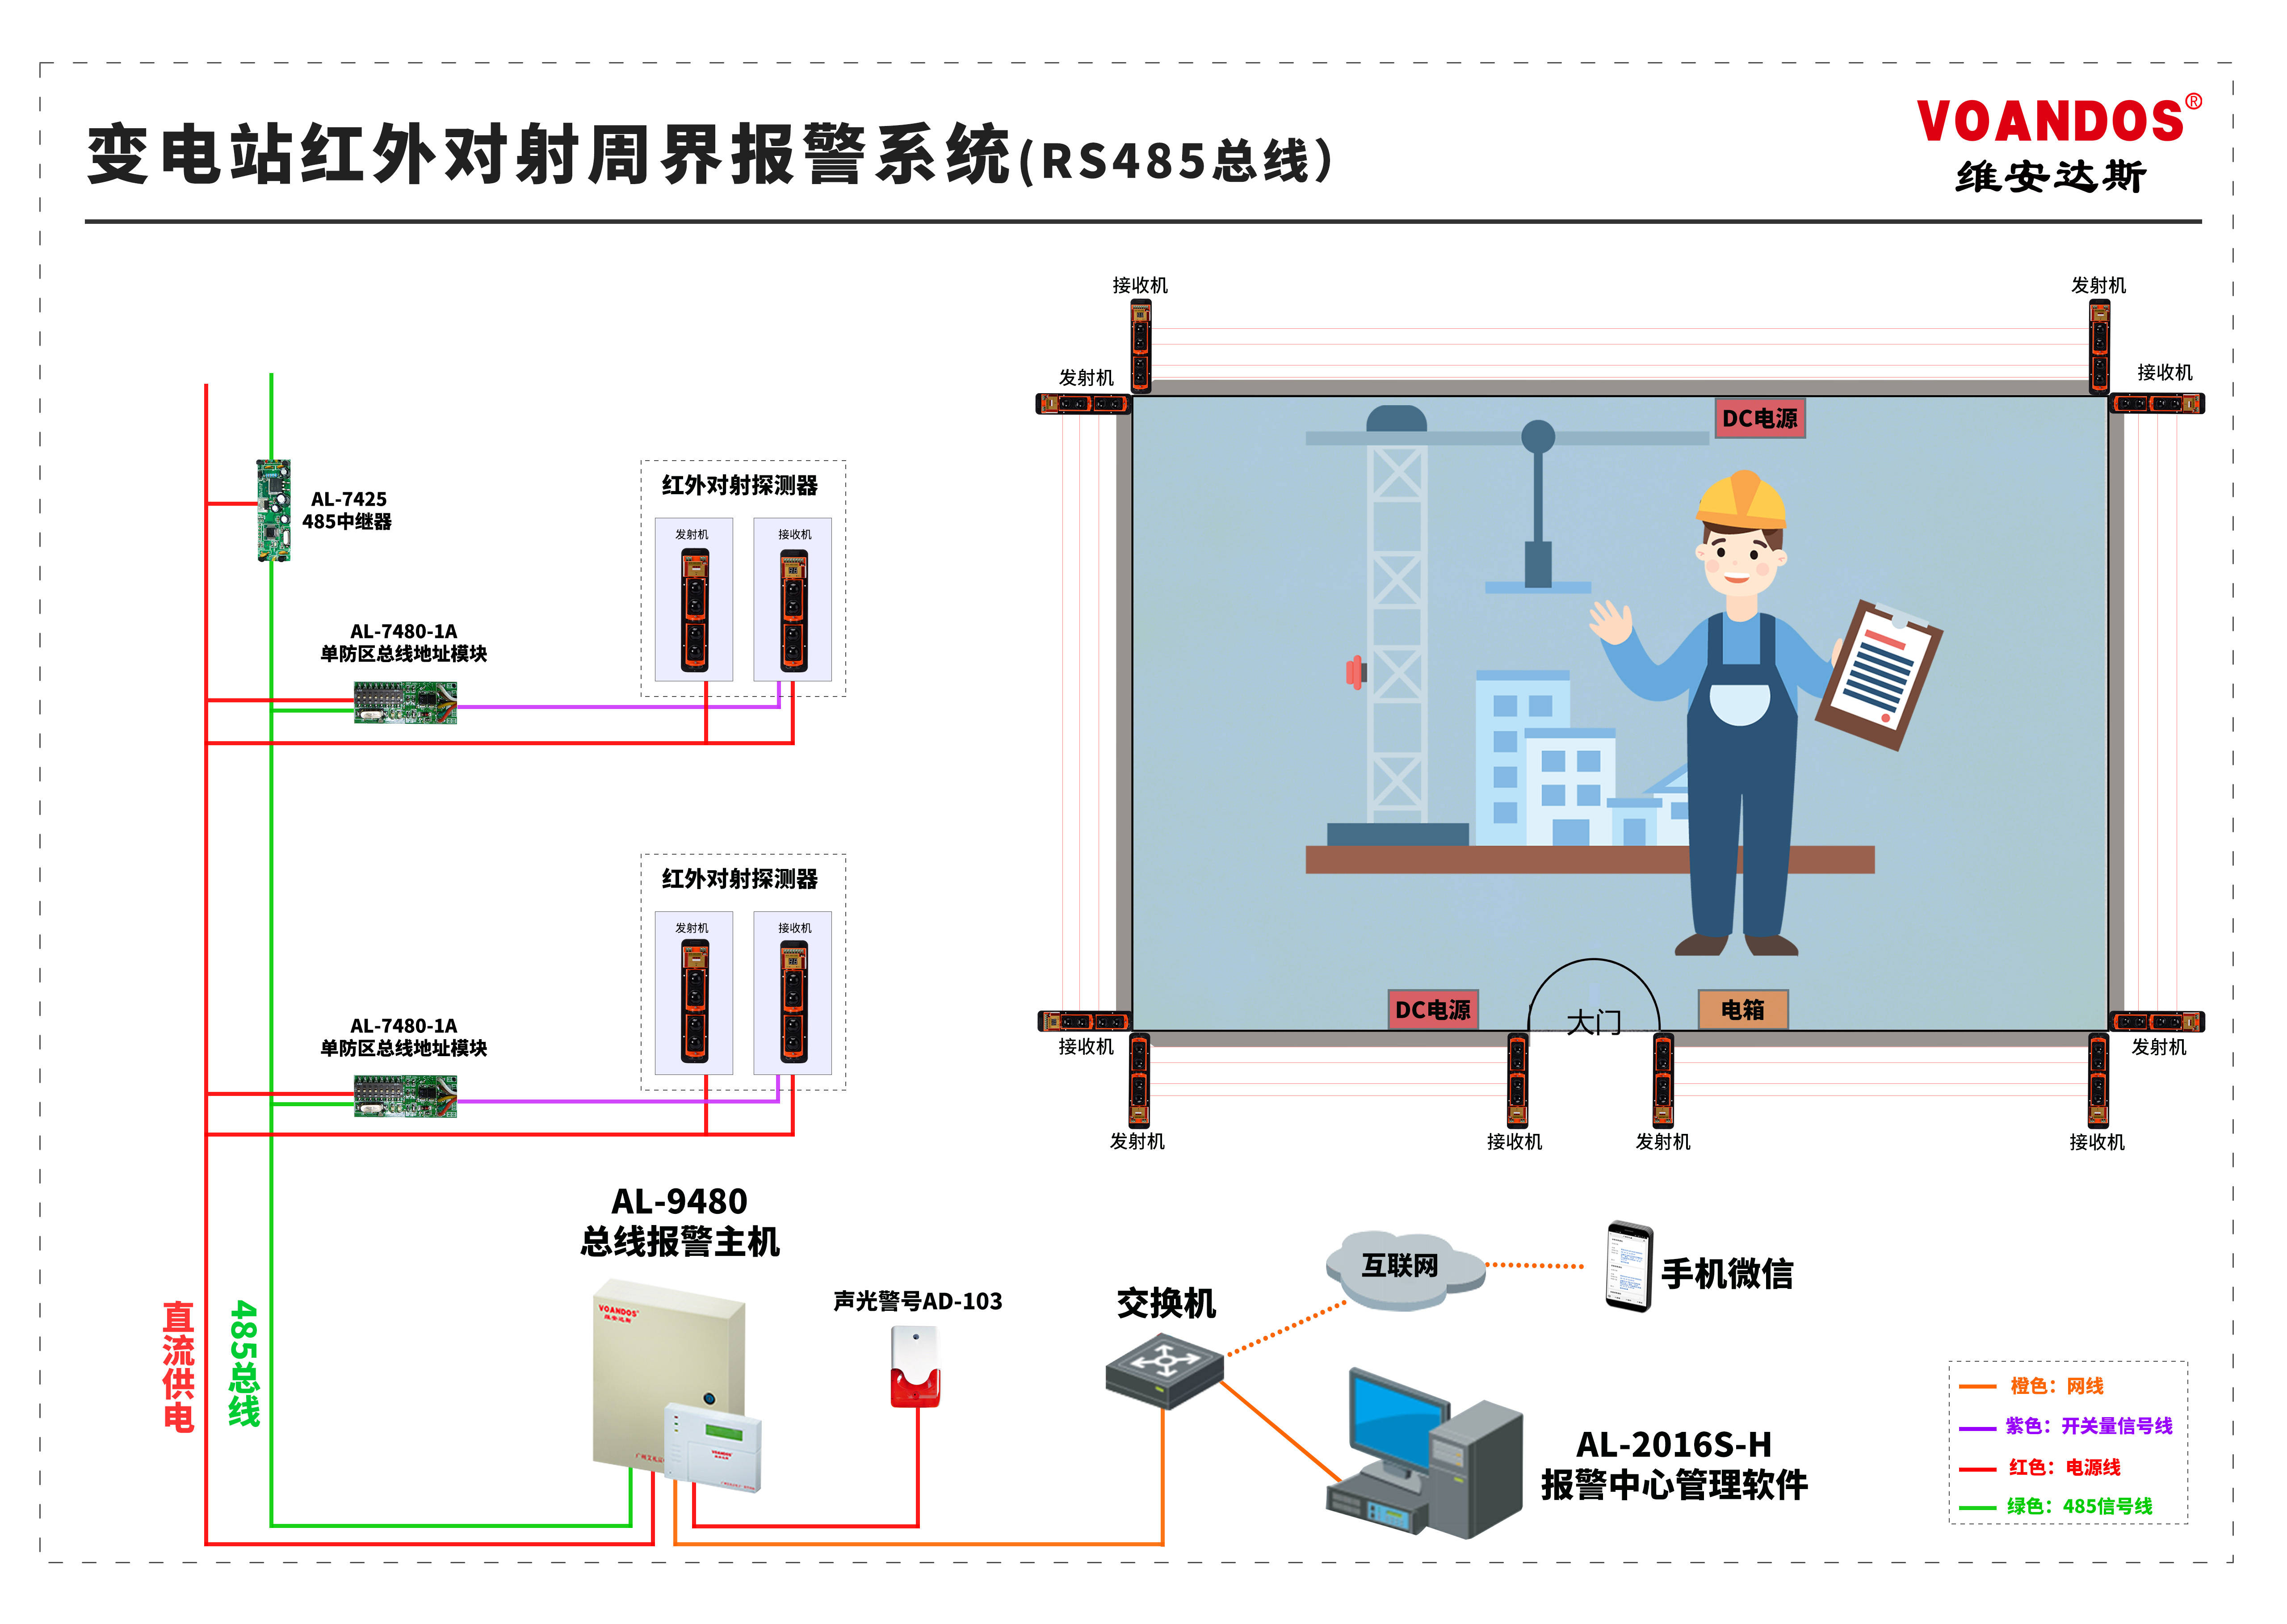 变电站红外对射周界报警系统(RS485总线）
VOANDOS®
维安达斯
AL-7425
485中继器
AL-7480-1A
单防区总线地址模块
红外对射探测器
发射机
接收机
AL-7480-1A
单防区总线地址模块
红外对射探测器
发射机
接收机
接收机
发射机
发射机
接收机
DC电源
DC电源
大门
电箱
接收机
发射机
发射机
接收机
发射机
接收机
直流供电
485总线
AL-9480
总线报警主机
VOANDOS®
维安达斯
VOANDOS
声光警号AD-103
交换机
互联网
手机微信
AL-2016S-H
报警中心管理软件
橙色：网线
紫色：开关量信号线
红色：电源线
绿色：485信号线